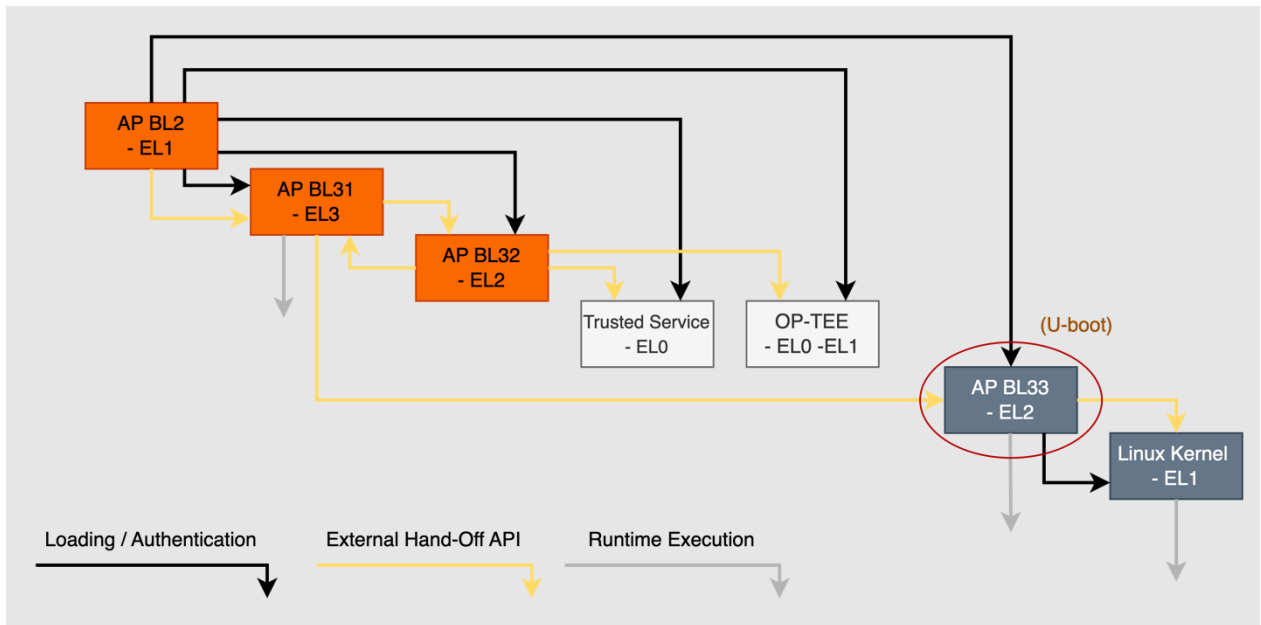 AP BL2
- EL1
AP BL31
- EL3
AP BL32
- EL2
Trusted Service
- EL0
OP-TEE
- EL0 -EL1
(U-boot)
AP BL33
- EL2
Linux Kernel
- EL1
Loading / Authentication
External Hand-Off API
Runtime Execution